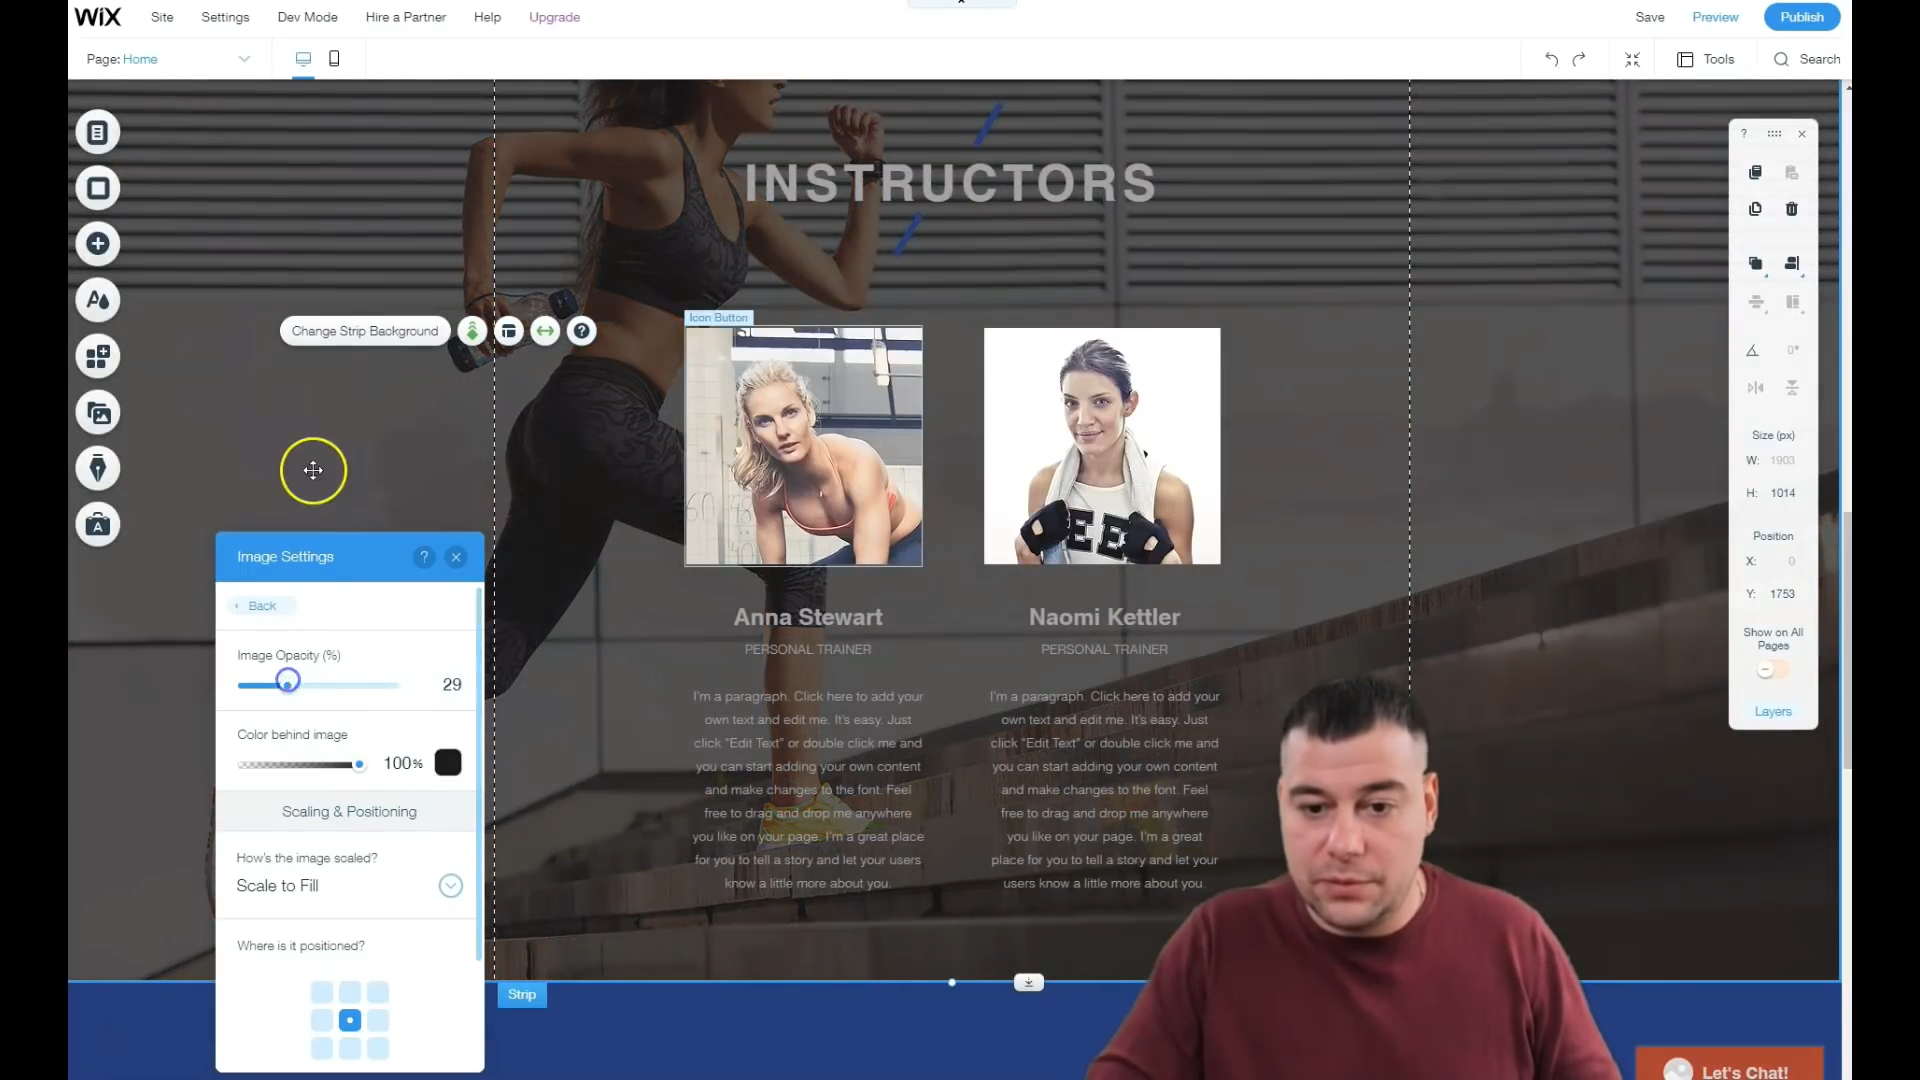 WiX
Site
Settings
Dev Mode
Hire a Partner
Help
Upgrade
Save
Preview
Publish
Page: Home
Tools
Search
INSTRUCTORS
Change Strip Background
?
Icon Button
Anna Stewart
PERSONAL TRAINER
I'm a paragraph. Click here to add your
own text and edit me. It's easy. Just
click "Edit Text" or double click me and
you can start adding your own content
and make changes to the font. Feel
free to drag and drop me anywhere
you like on your page. I'm a great place
for you to tell a story and let your users
know a little more about you.
Naomi Kettler
PERSONAL TRAINER
I'm a paragraph. Click here to add your
own text and edit me. It's easy. Just
click "Edit Text" or double click me and
you can start adding your own content
and make changes to the font. Feel
free to drag and drop me anywhere
you like on your page. I'm a great
place for you to tell a story and let your
users know a little more about you.
Image Settings
?
Back
Image Opacity (%)
29
Color behind image
100%
Scaling & Positioning
How's the image scaled?
Scale to Fill
Where is it positioned?
Strip
?
0°
Size (px)
W: 1903
H: 1014
Position
X: 0
Y: 1753
Show on All
Pages
Layers
Let's Chat!